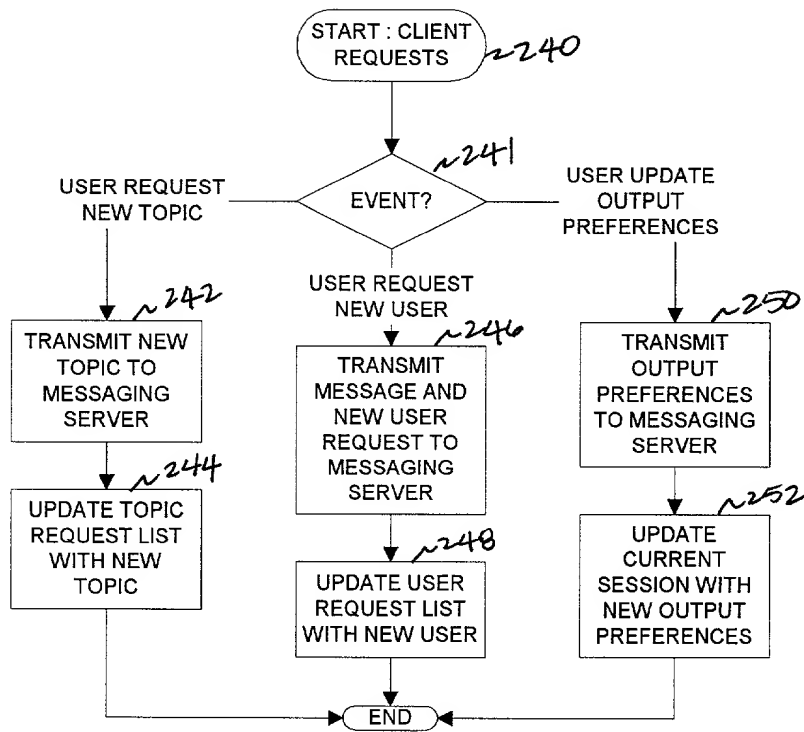 START : CLIENT
REQUESTS
~240
~241
EVENT?
USER REQUEST
NEW TOPIC
USER UPDATE
OUTPUT
PREFERENCES
USER REQUEST
NEW USER
~242
TRANSMIT NEW
TOPIC TO
MESSAGING
SERVER
~244
UPDATE TOPIC
REQUEST LIST
WITH NEW
TOPIC
~246
TRANSMIT
MESSAGE AND
NEW USER
REQUEST TO
MESSAGING
SERVER
~248
UPDATE USER
REQUEST LIST
WITH NEW USER
~250
TRANSMIT
OUTPUT
PREFERENCES
TO MESSAGING
SERVER
~252
UPDATE
CURRENT
SESSION WITH
NEW OUTPUT
PREFERENCES
END